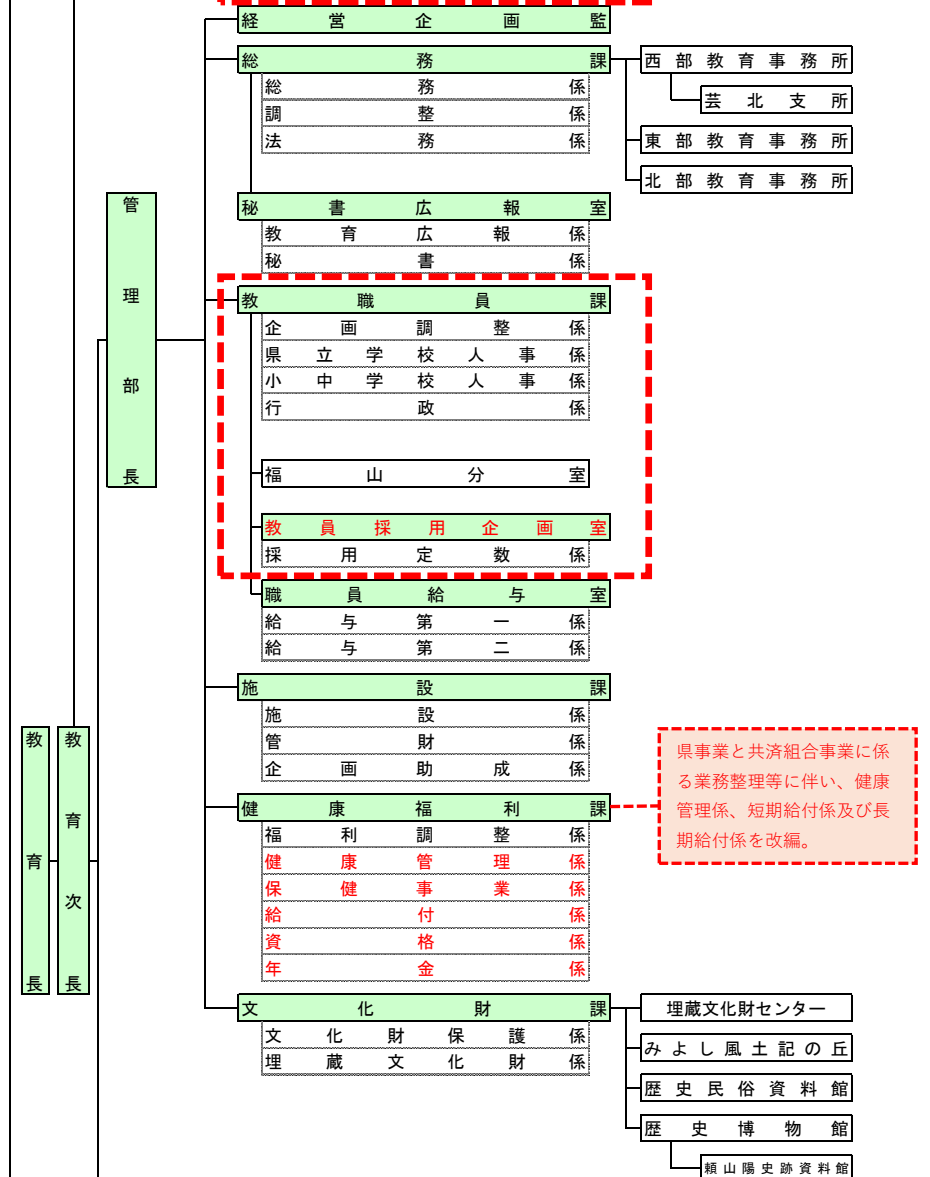 経営企画監
総務課
総務係
調整係
法務係
西部教育事務所
芸北支所
東部教育事務所
北部教育事務所
秘書広報室
教育広報係
秘書係
管理部長
教職員課
企画調整係
県立学校人事係
小中学校人事係
行政係
福山分室
教員採用企画室
採用定数係
職員給与室
給与第一係
給与第二係
施設課
施設係
管財係
企画助成係
教育長
教育次長
県事業と共済組合事業に係
る業務整理等に伴い、健康
管理係、短期給付係及び長
期給付係を改編。
健康福利課
福利調整係
健康管理係
保健事業係
給付係
資格係
年金係
文化財課
文化財保護係
埋蔵文化財係
埋蔵文化財センター
みよし風土記の丘
歴史民俗資料館
歴史博物館
頼山陽史跡資料館